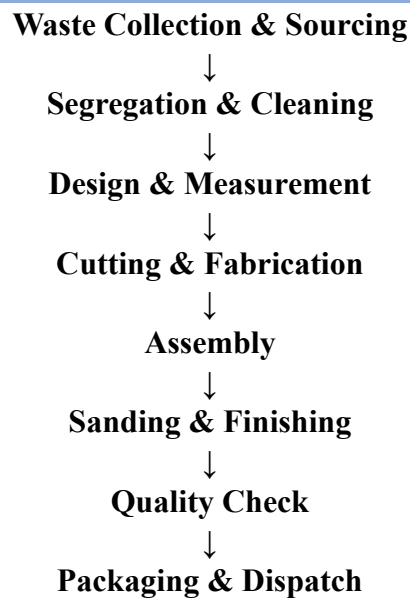 Waste Collection & Sourcing
↓
Segregation & Cleaning
↓
Design & Measurement
↓
Cutting & Fabrication
↓
Assembly
↓
Sanding & Finishing
↓
Quality Check
↓
Packaging & Dispatch